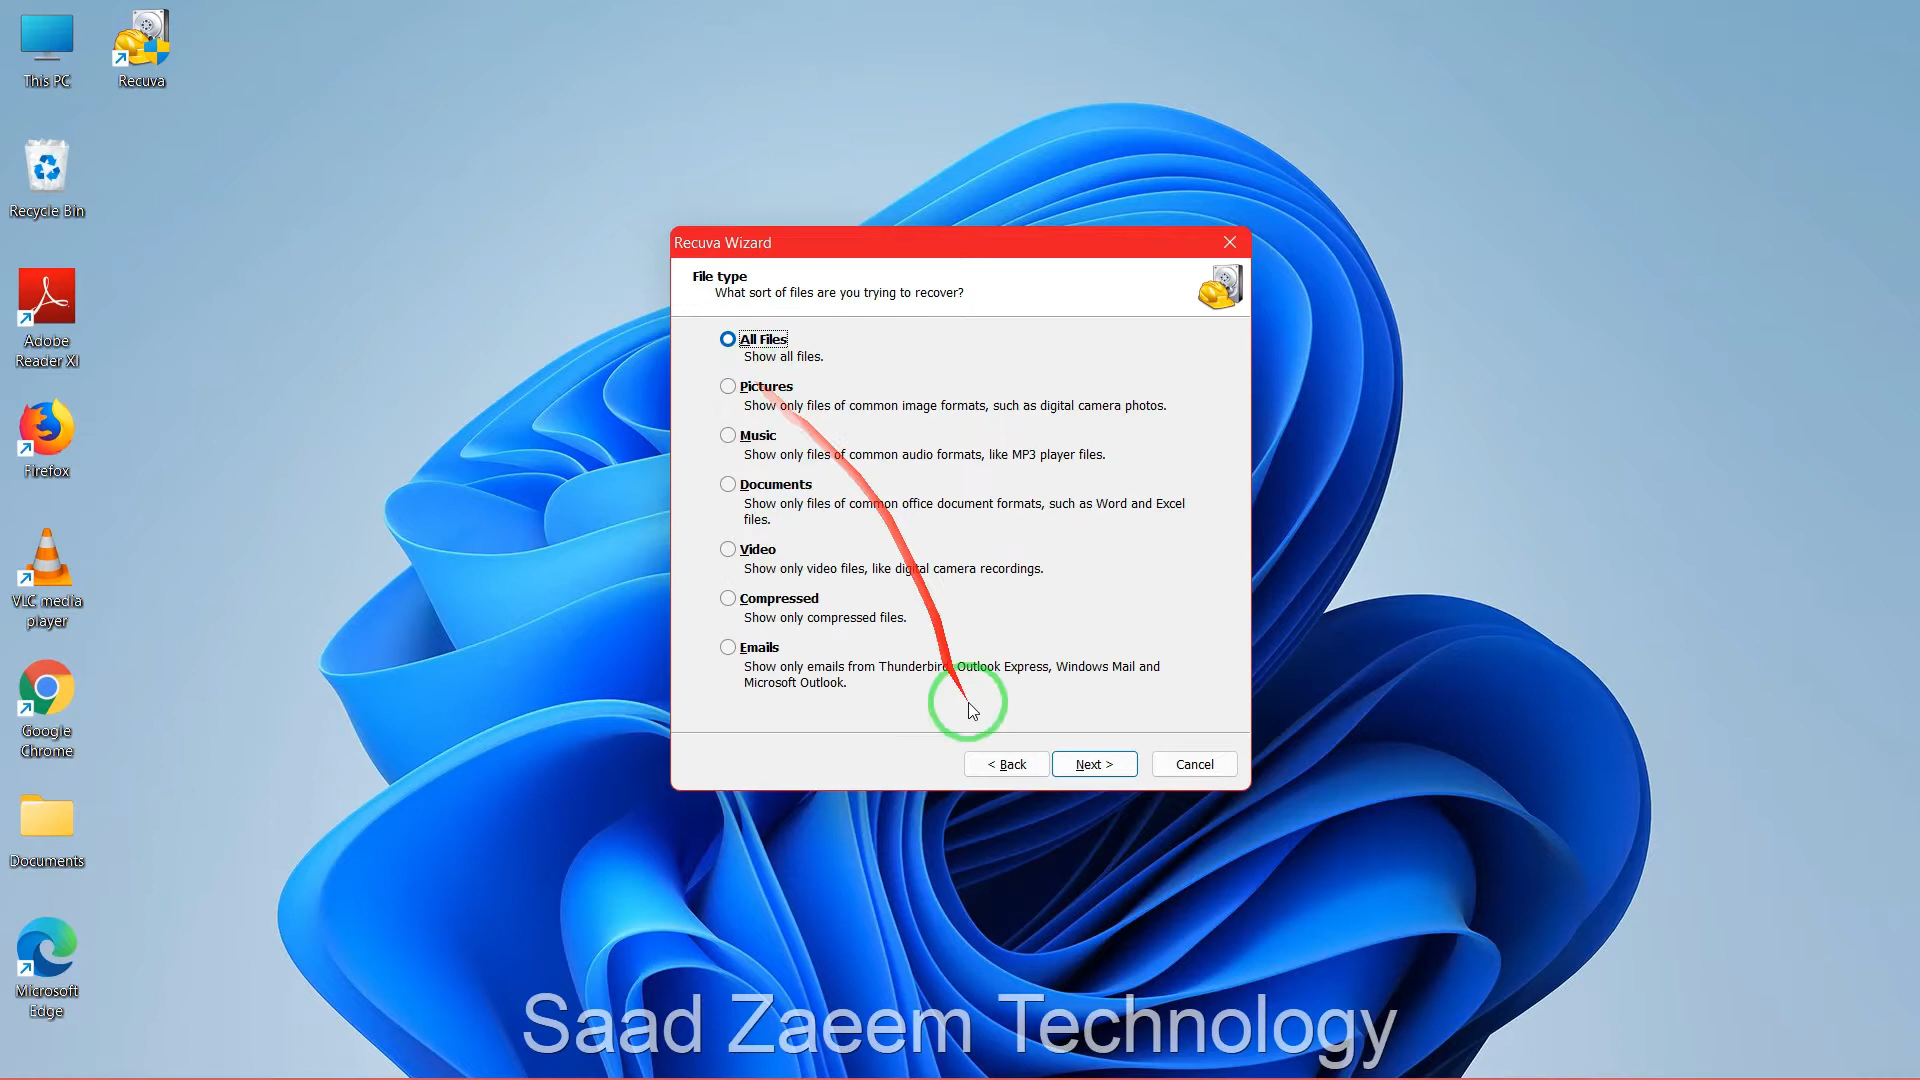 This PC
Recuva
Recycle Bin
Adobe
Reader XI
Firefox
VLC media
player
Google
Chrome
Documents
Microsoft
Edge
Recuva Wizard
File type
What sort of files are you trying to recover?
All Files
Show all files.
Pictures
Show only files of common image formats, such as digital camera photos.
Music
Show only files of common audio formats, like MP3 player files.
Documents
Show only files of common office document formats, such as Word and Excel
files.
Video
Show only video files, like digital camera recordings.
Compressed
Show only compressed files.
Emails
Show only emails from Thunderbird, Outlook Express, Windows Mail and
Microsoft Outlook.
< Back
Next >
Cancel
Saad Zaeem Technology